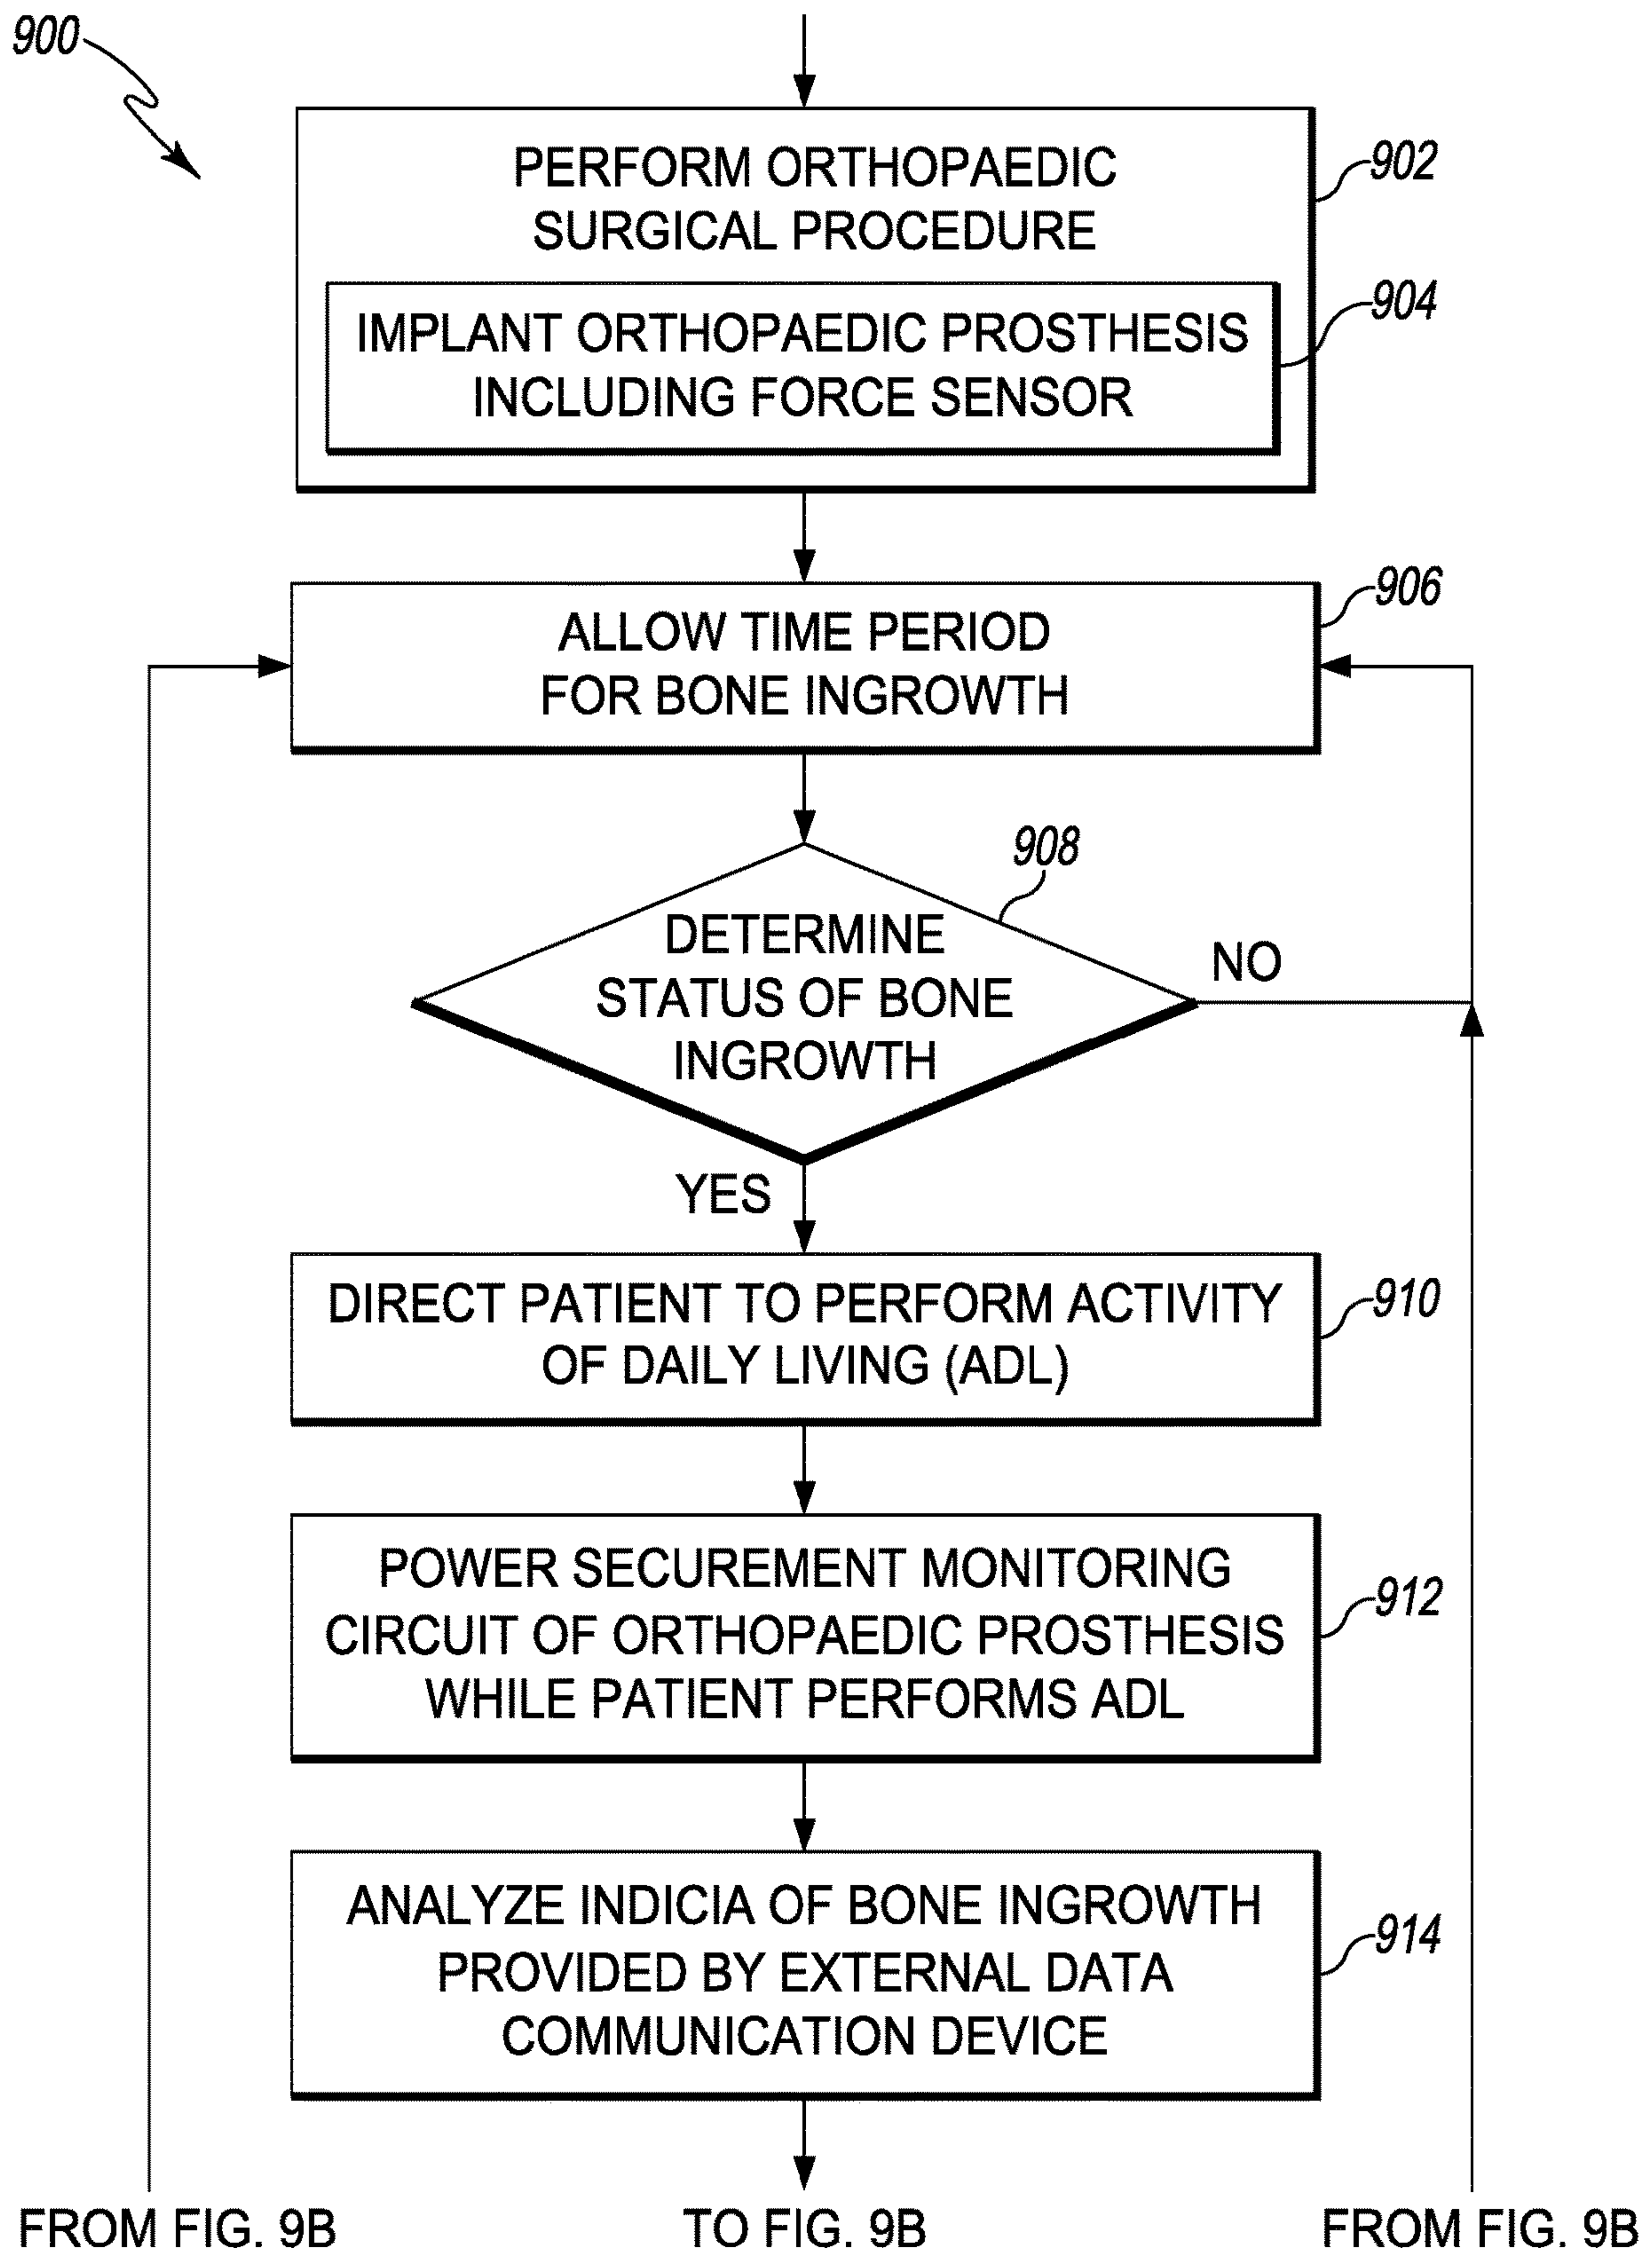 900
PERFORM ORTHOPAEDIC
SURGICAL PROCEDURE
902
IMPLANT ORTHOPAEDIC PROSTHESIS
INCLUDING FORCE SENSOR
904
ALLOW TIME PERIOD
FOR BONE INGROWTH
906
908
DETERMINE
STATUS OF BONE
INGROWTH
NO
YES
DIRECT PATIENT TO PERFORM ACTIVITY
OF DAILY LIVING (ADL)
910
POWER SECUREMENT MONITORING
CIRCUIT OF ORTHOPAEDIC PROSTHESIS
WHILE PATIENT PERFORMS ADL
912
ANALYZE INDICIA OF BONE INGROWTH
PROVIDED BY EXTERNAL DATA
COMMUNICATION DEVICE
914
FROM FIG. 9B
TO FIG. 9B
FROM FIG. 9B